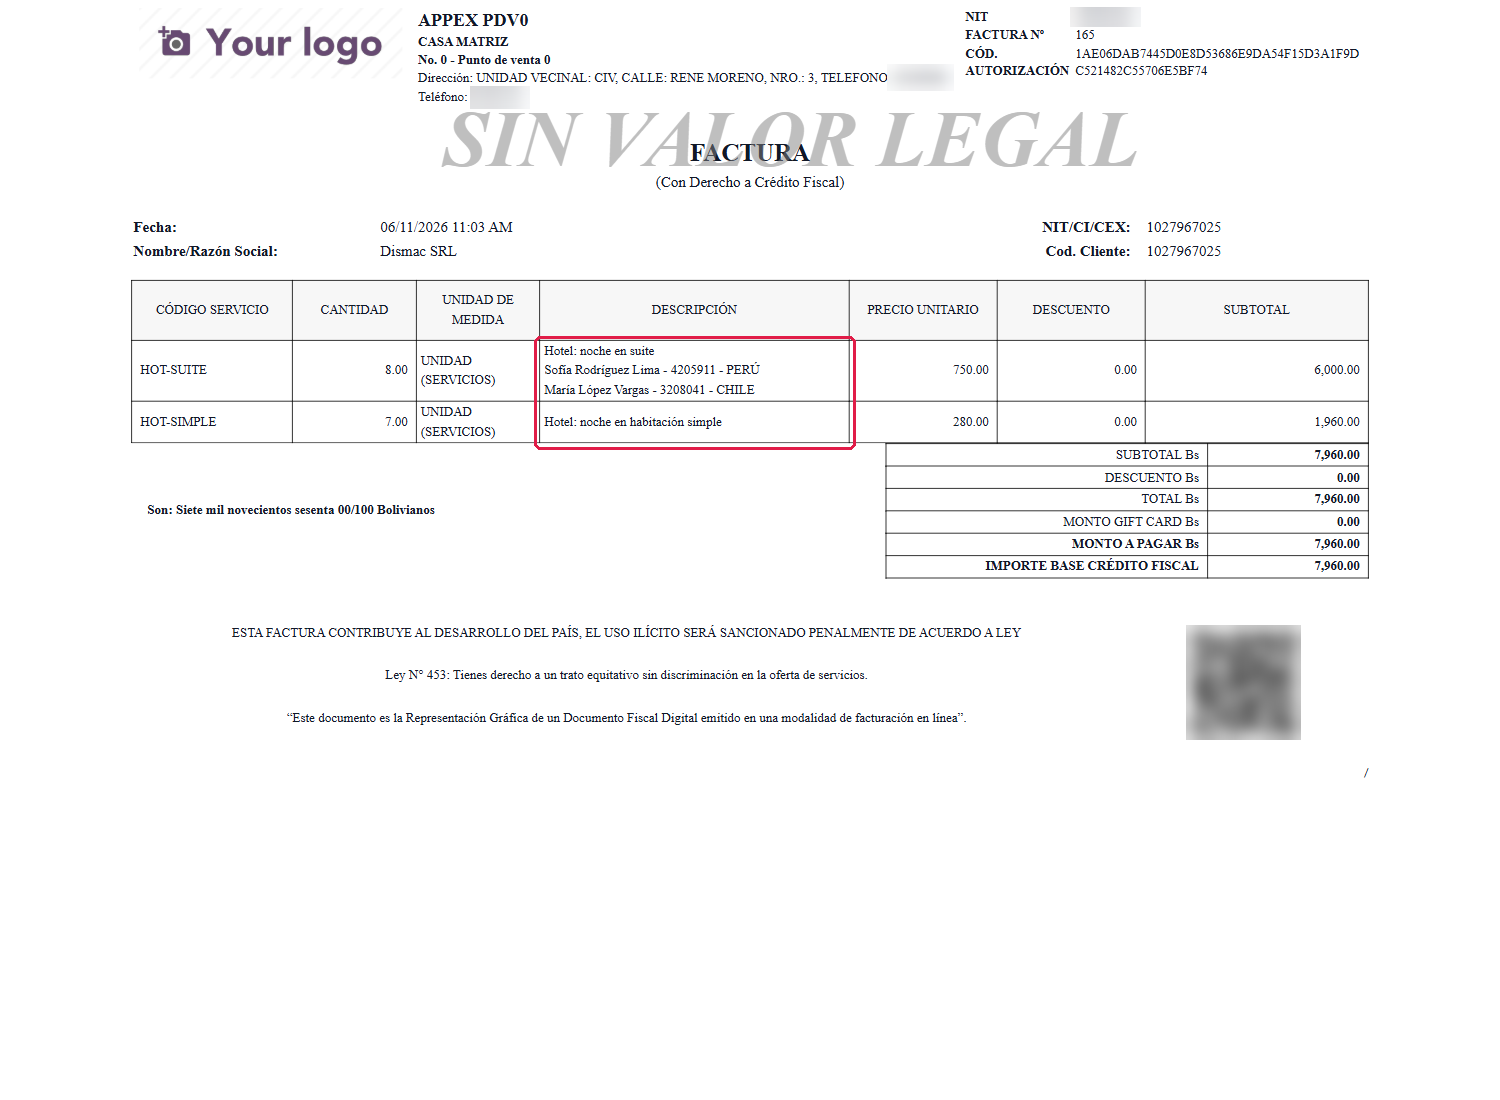 Your logo
APPEX PDV0
CASA MATRIZ
No. 0 - Punto de venta 0
Dirección: UNIDAD VECINAL: CIV, CALLE: RENE MORENO, NRO.: 3, TELEFONO
Teléfono:
NIT
FACTURA Nº 165
CÓD. 1AE06DAB7445D0E8D53686E9DA54F15D3A1F9D
AUTORIZACIÓN C521482C55706E5BF74
SIN VALOR LEGAL
FACTURA
(Con Derecho a Crédito Fiscal)
Fecha: 06/11/2026 11:03 AM NIT/CI/CEX: 1027967025
Nombre/Razón Social: Dismac SRL Cod. Cliente: 1027967025
CÓDIGO SERVICIO CANTIDAD UNIDAD DE MEDIDA DESCRIPCIÓN PRECIO UNITARIO DESCUENTO SUBTOTAL
HOT-SUITE 8.00 UNIDAD (SERVICIOS) Hotel: noche en suite
Sofía Rodríguez Lima - 4205911 - PERÚ
María López Vargas - 3208041 - CHILE 750.00 0.00 6,000.00
HOT-SIMPLE 7.00 UNIDAD (SERVICIOS) Hotel: noche en habitación simple 280.00 0.00 1,960.00
SUBTOTAL Bs 7,960.00
DESCUENTO Bs 0.00
TOTAL Bs 7,960.00
Son: Siete mil novecientos sesenta 00/100 Bolivianos
MONTO GIFT CARD Bs 0.00
MONTO A PAGAR Bs 7,960.00
IMPORTE BASE CRÉDITO FISCAL 7,960.00
ESTA FACTURA CONTRIBUYE AL DESARROLLO DEL PAÍS, EL USO ILÍCITO SERÁ SANCIONADO PENALMENTE DE ACUERDO A LEY
Ley N° 453: Tienes derecho a un trato equitativo sin discriminación en la oferta de servicios.
“Este documento es la Representación Gráfica de un Documento Fiscal Digital emitido en una modalidad de facturación en línea”.
/